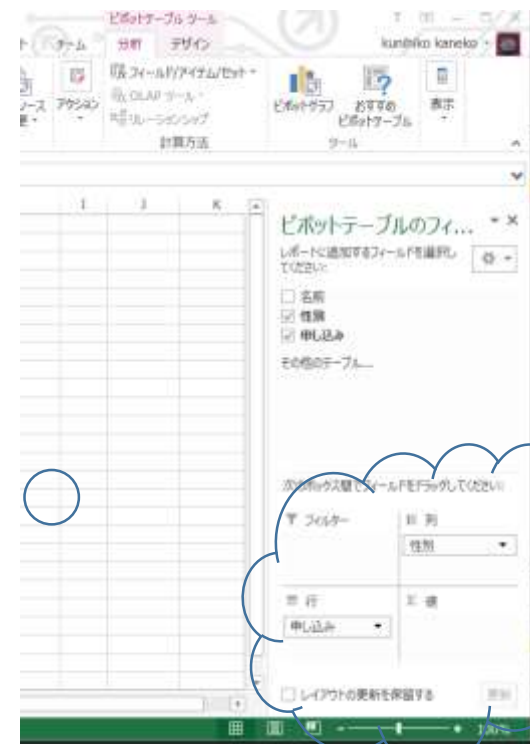 ピボットテーブル ツール
チーム 分析 デザイン kunihiko kaneko
フィールド/アイテム/セット
OLAP ツール
リレーションシップ
計算方法
アクション
ピボットグラフ おすすめ
ピボットテーブル
表示
ツール
I J K
ピボットテーブルのフィ...
レポートに追加するフィールドを選択し
てください:
名前
性別
申し込み
その他のテーブル...
次のボックス間でフィールドをドラッグしてください:
フィルター 列
性別
行 Σ 値
申し込み
レイアウトの更新を保留する 更新
100%